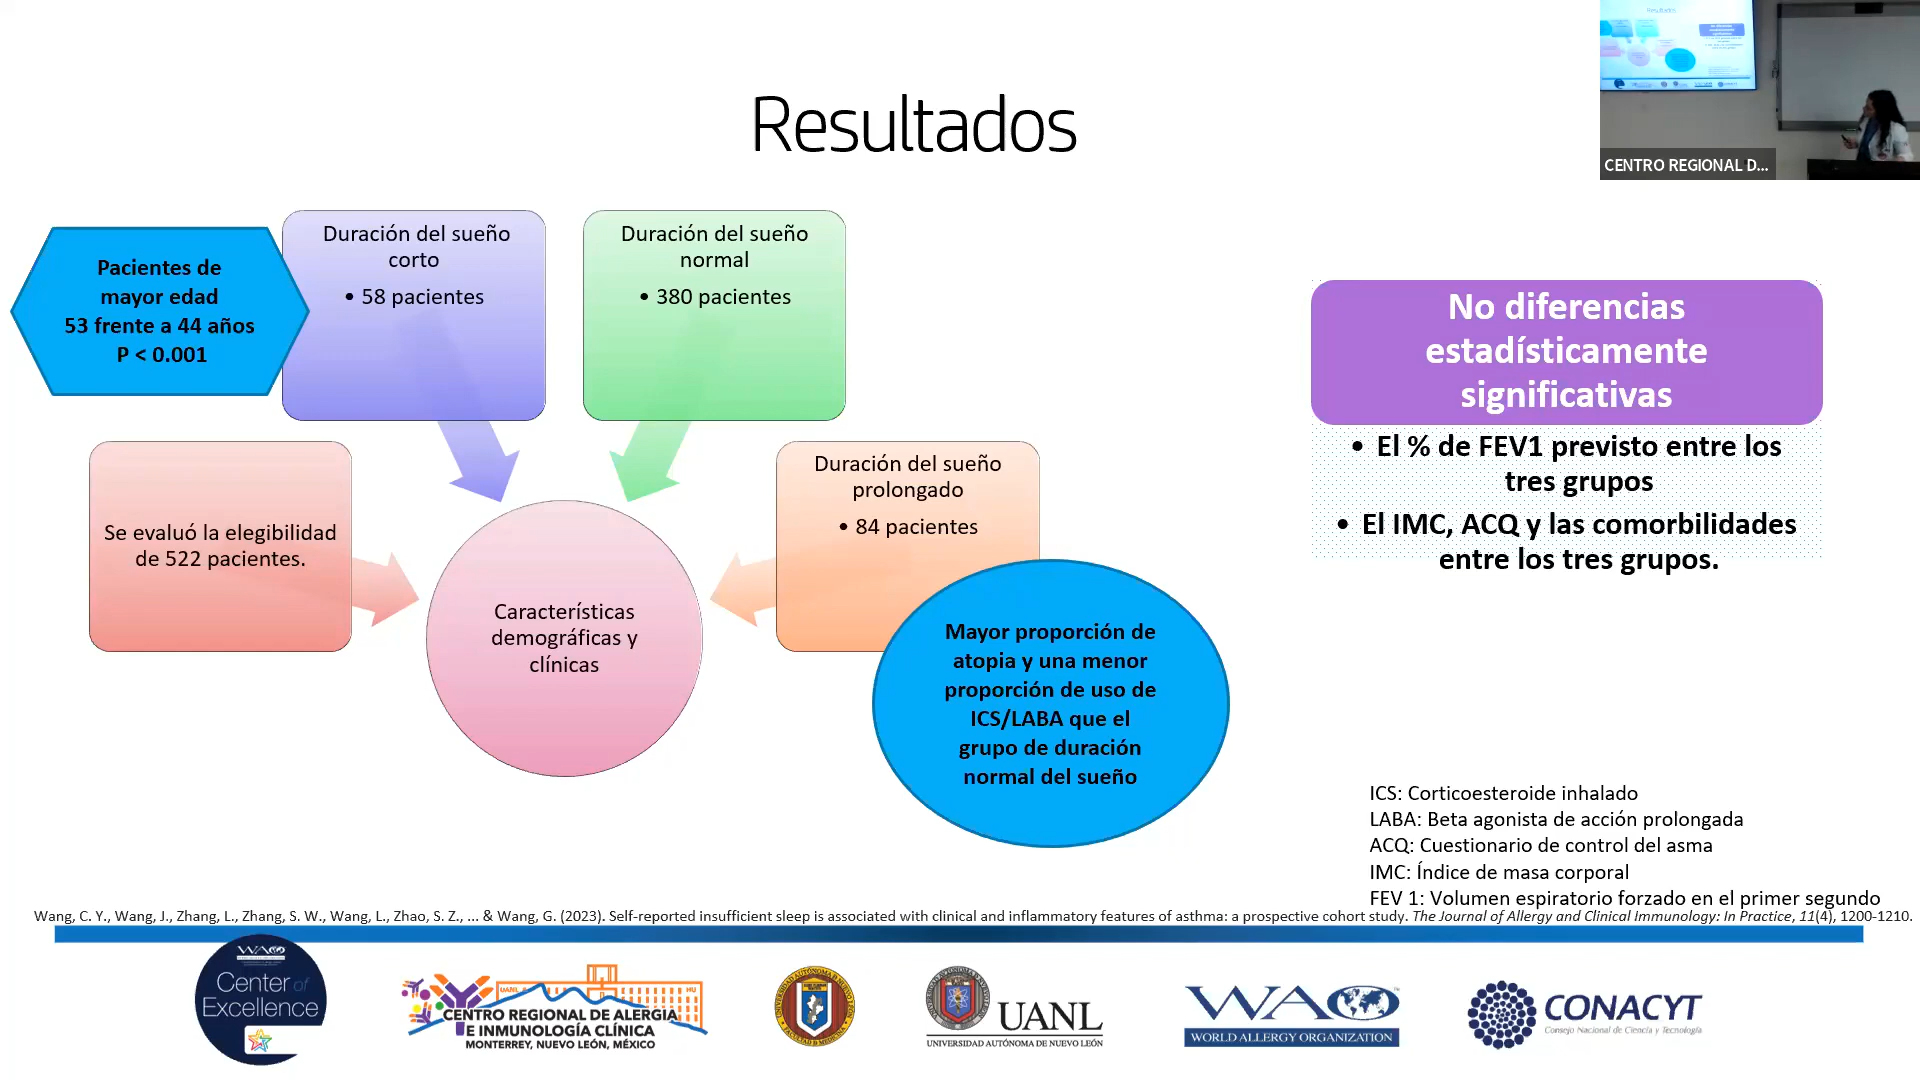 Resultados
CENTRO REGIONAL D...
Pacientes de
mayor edad
53 frente a 44 años
P < 0.001
Duración del sueño
corto
• 58 pacientes
Duración del sueño
normal
• 380 pacientes
Se evaluó la elegibilidad
de 522 pacientes.
Características
demográficas y
clínicas
Duración del sueño
prolongado
• 84 pacientes
Mayor proporción de
atopia y una menor
proporción de uso de
ICS/LABA que el
grupo de duración
normal del sueño
No diferencias
estadísticamente
significativas
• El % de FEV1 previsto entre los
tres grupos
• El IMC, ACQ y las comorbilidades
entre los tres grupos.
ICS: Corticoesteroide inhalado
LABA: Beta agonista de acción prolongada
ACQ: Cuestionario de control del asma
IMC: Índice de masa corporal
FEV 1: Volumen espiratorio forzado en el primer segundo
Wang, C. Y., Wang, J., Zhang, L., Zhang, S. W., Wang, L., Zhao, S. Z., ... & Wang, G. (2023). Self-reported insufficient sleep is associated with clinical and inflammatory features of asthma: a prospective cohort study. The Journal of Allergy and Clinical Immunology: In Practice, 11(4), 1200-1210.
WAO
Center of
Excellence
UANL
HU
CENTRO REGIONAL DE ALERGIA
E INMUNOLOGÍA CLÍNICA
MONTERREY, NUEVO LEÓN, MÉXICO
UANL
UNIVERSIDAD AUTÓNOMA DE NUEVO LEÓN
WAO
WORLD ALLERGY ORGANIZATION
CONACYT
Consejo Nacional de Ciencia y Tecnología